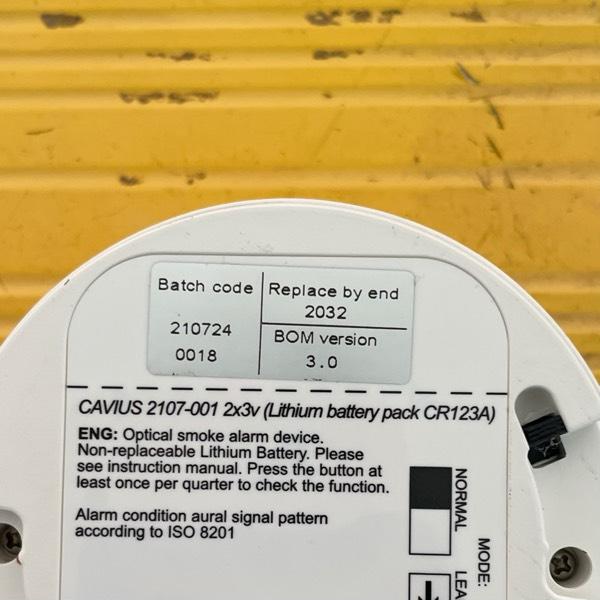 Batch code
210724
0018
Replace by end
2032
BOM version
3.0
CAVIUS 2107-001 2x3v (Lithium battery pack CR123A)
ENG: Optical smoke alarm device.
Non-replaceable Lithium Battery. Please
see instruction manual. Press the button at
least once per quarter to check the function.
Alarm condition aural signal pattern
according to ISO 8201
NORMAL
MODE: